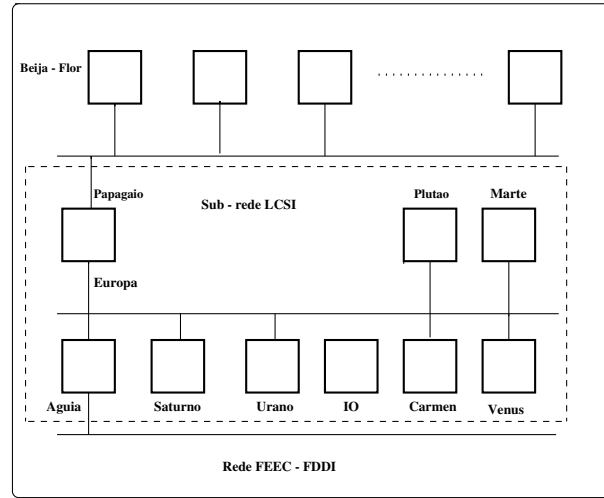 Beija - Flor
Papagaio
Sub - rede LCSI
Plutao
Marte
Europa
Aguia
Saturno
Urano
IO
Carmen
Venus
Rede FEEC - FDDI